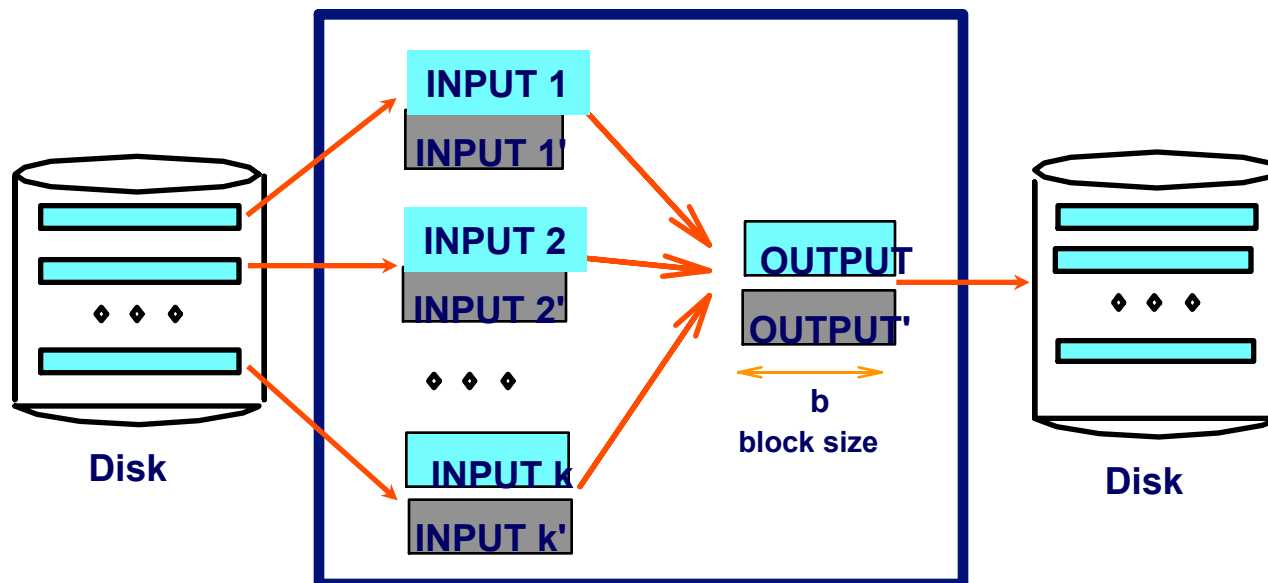 INPUT 1
INPUT 1'
INPUT 2
INPUT 2'
INPUT k
INPUT k'
OUTPUT
OUTPUT'
b
block size
Disk
Disk